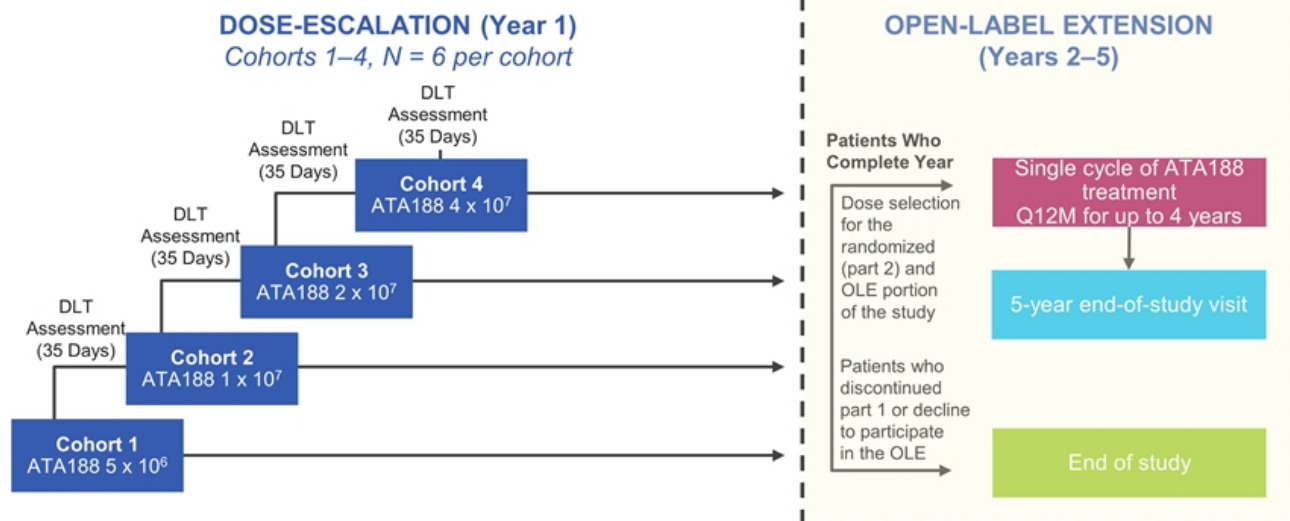 DOSE-ESCALATION (Year 1)
Cohorts 1–4, N = 6 per cohort
DLT
Assessment
(35 Days)
Cohort 4
ATA188 4 x 10⁷
DLT
Assessment
(35 Days)
Cohort 3
ATA188 2 x 10⁷
DLT
Assessment
(35 Days)
Cohort 2
ATA188 1 x 10⁷
DLT
Assessment
(35 Days)
Cohort 1
ATA188 5 x 10⁶
OPEN-LABEL EXTENSION
(Years 2–5)
Patients Who
Complete Year
Dose selection
for the
randomized
(part 2) and
OLE portion
of the study
Patients who
discontinued
part 1 or decline
to participate
in the OLE
Single cycle of ATA188
treatment
Q12M for up to 4 years
5-year end-of-study visit
End of study